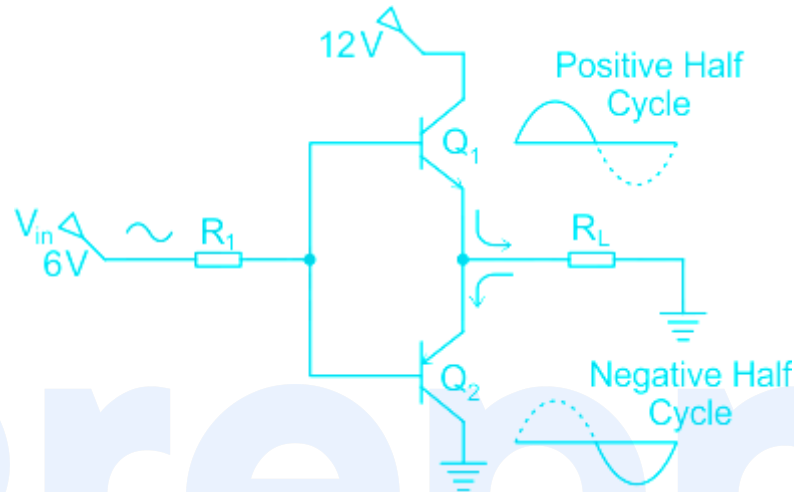 12V
Positive Half
Cycle
Q1
Vin
6V
R1
RL
Q2
Negative Half
Cycle